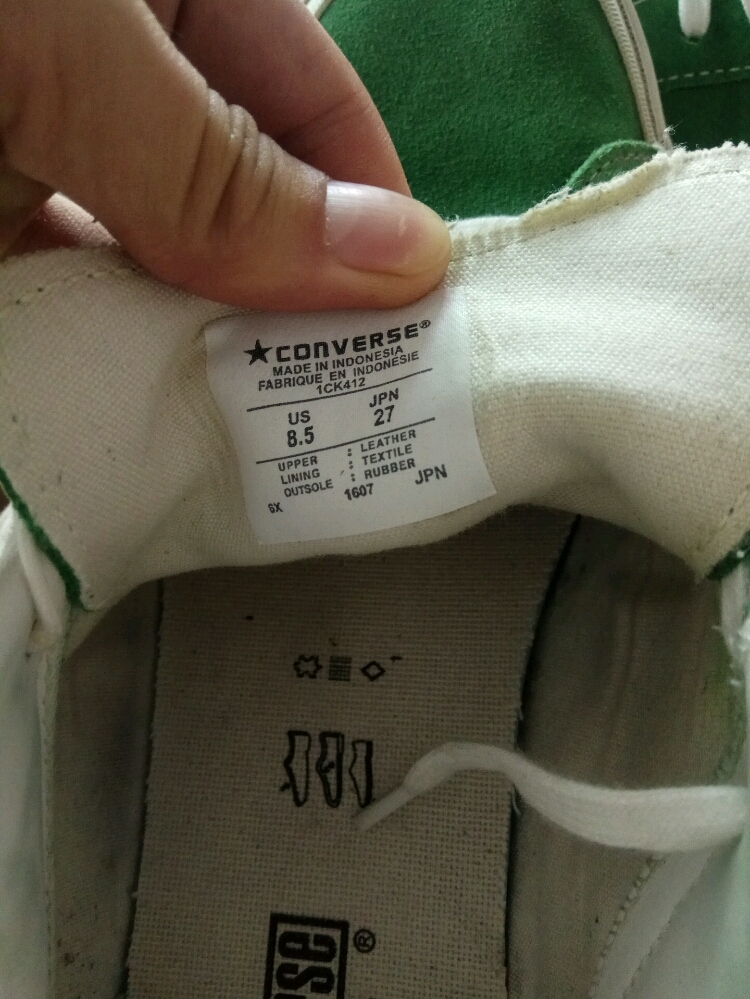 ★CONVERSE®
MADE IN INDONESIA
FABRIQUE EN INDONESIE
1CK412
US JPN
8.5 27
UPPER : LEATHER
LINING : TEXTILE
OUTSOLE : RUBBER
6X 1607 JPN
rse®